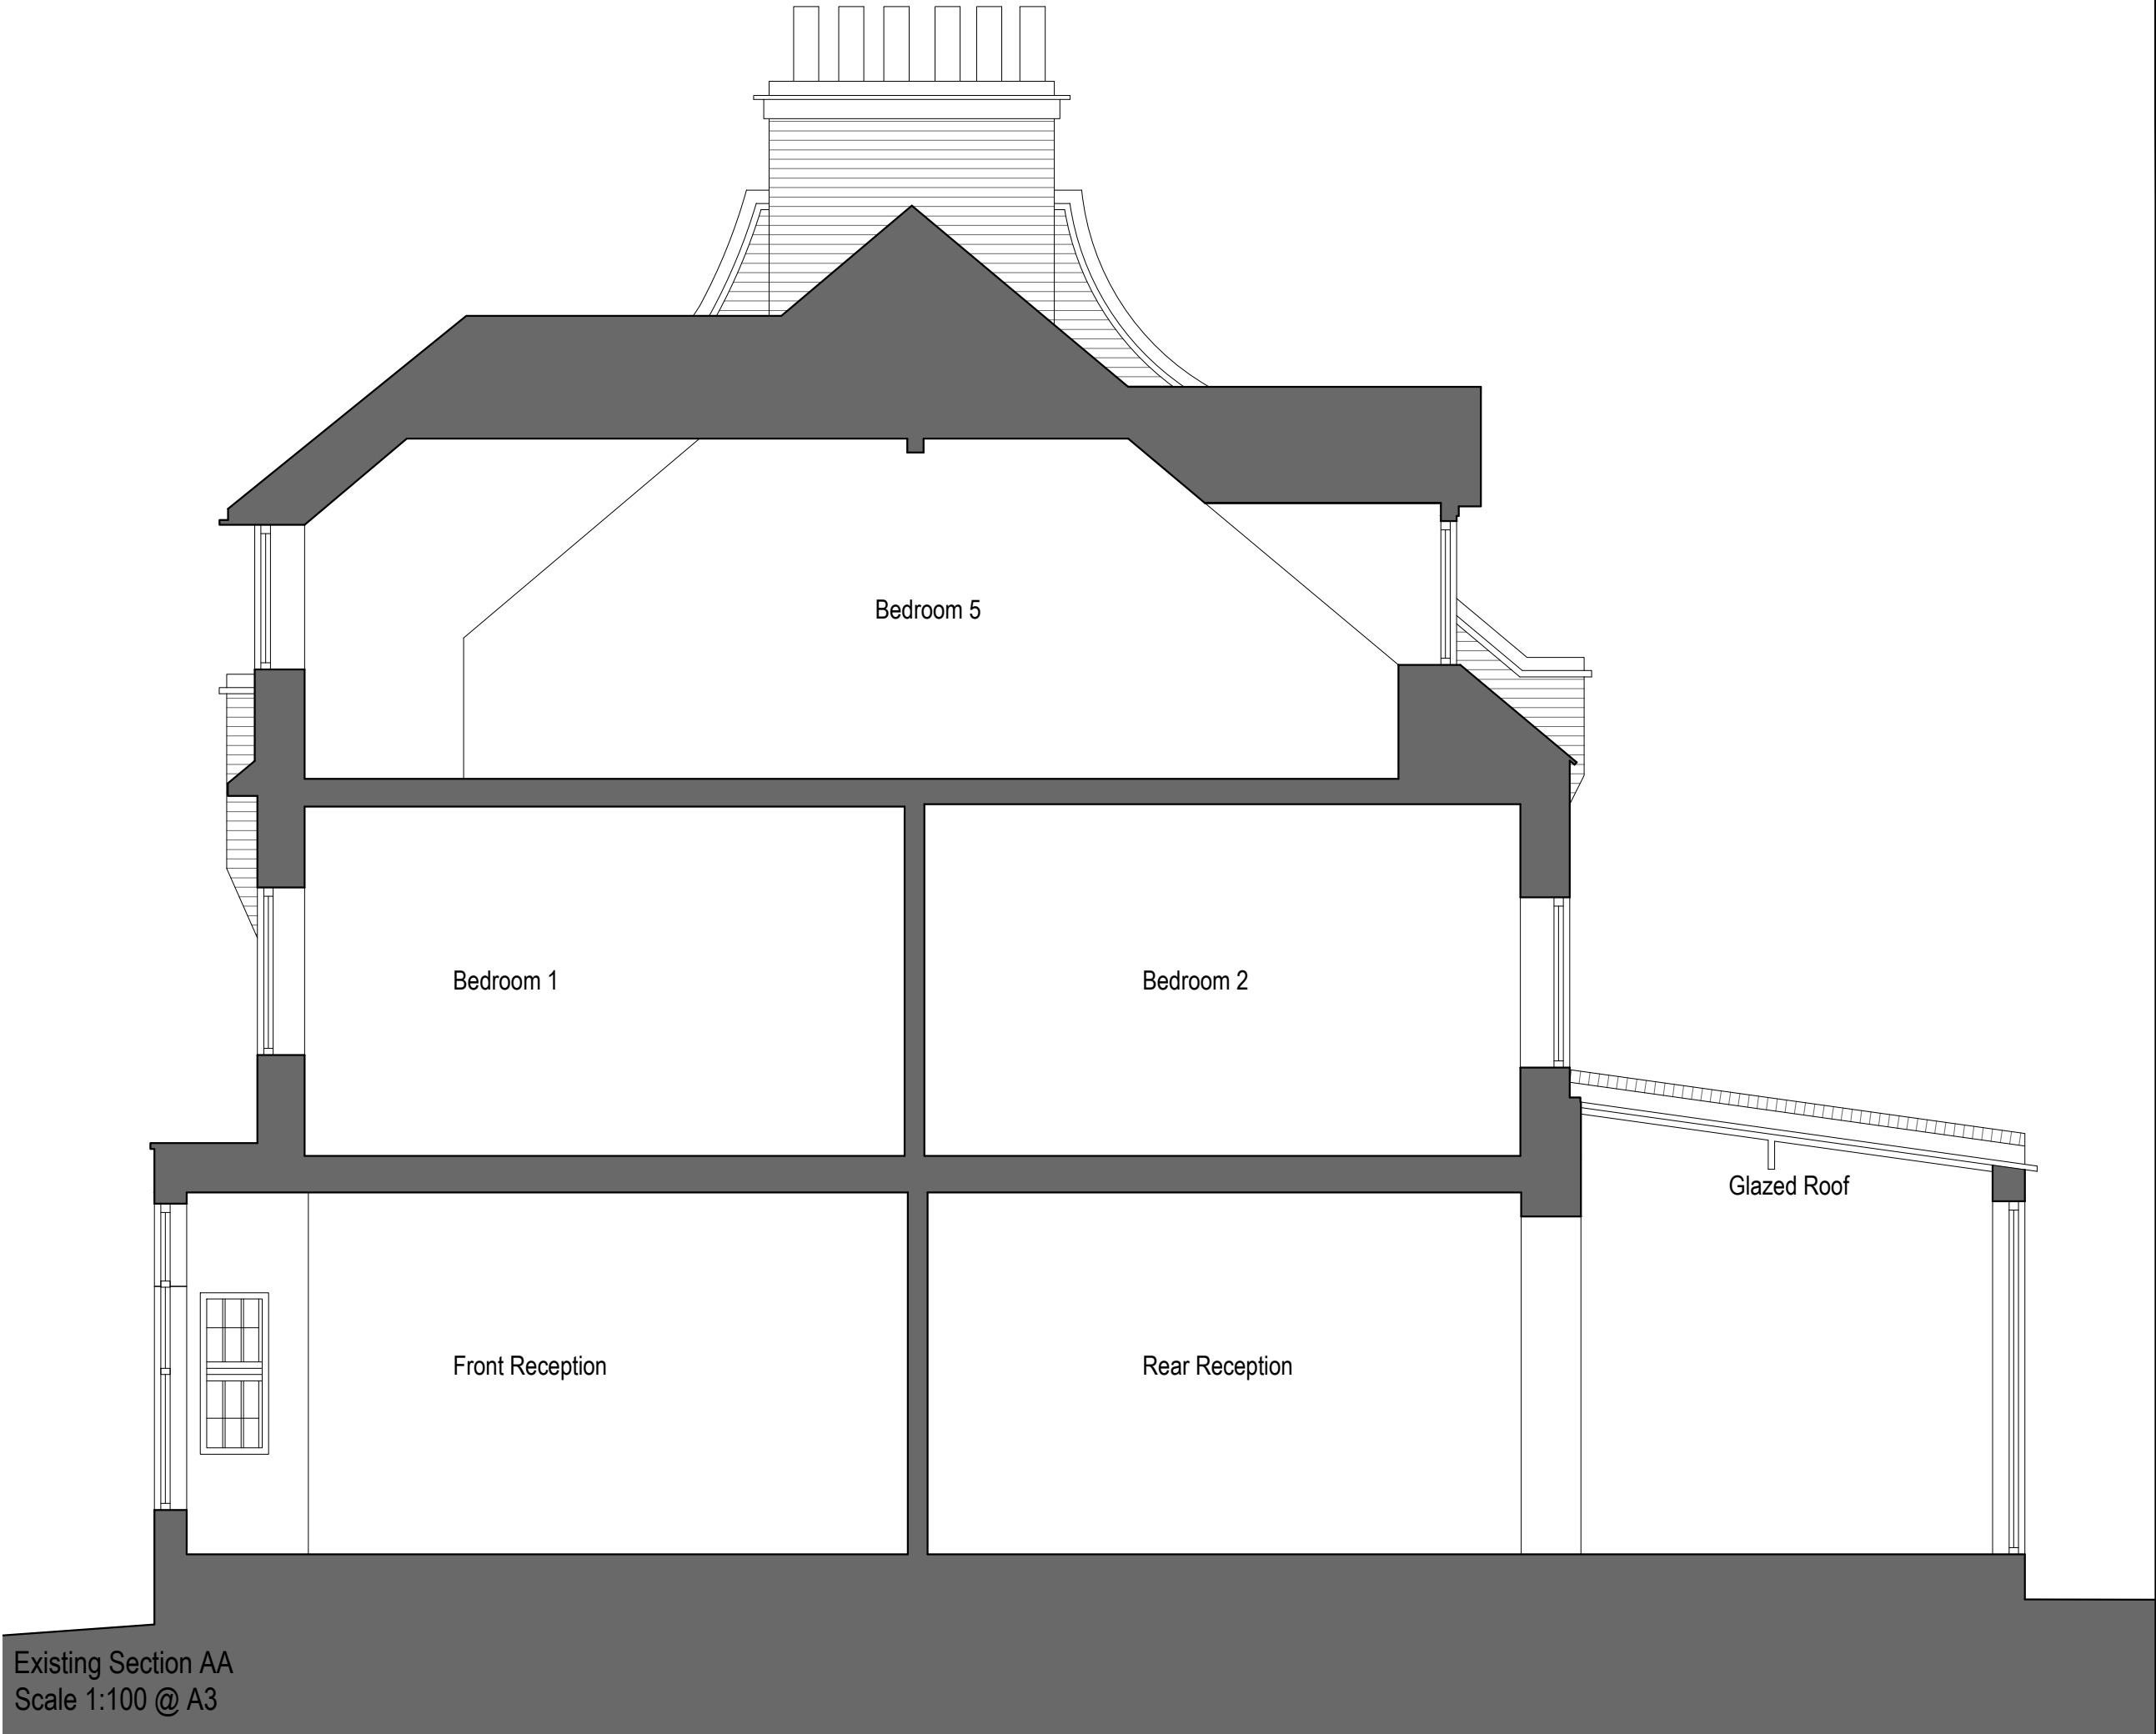 Bedroom 5
Bedroom 1
Bedroom 2
Glazed Roof
Front Reception
Rear Reception
Existing Section AA
Scale 1:100 @ A3